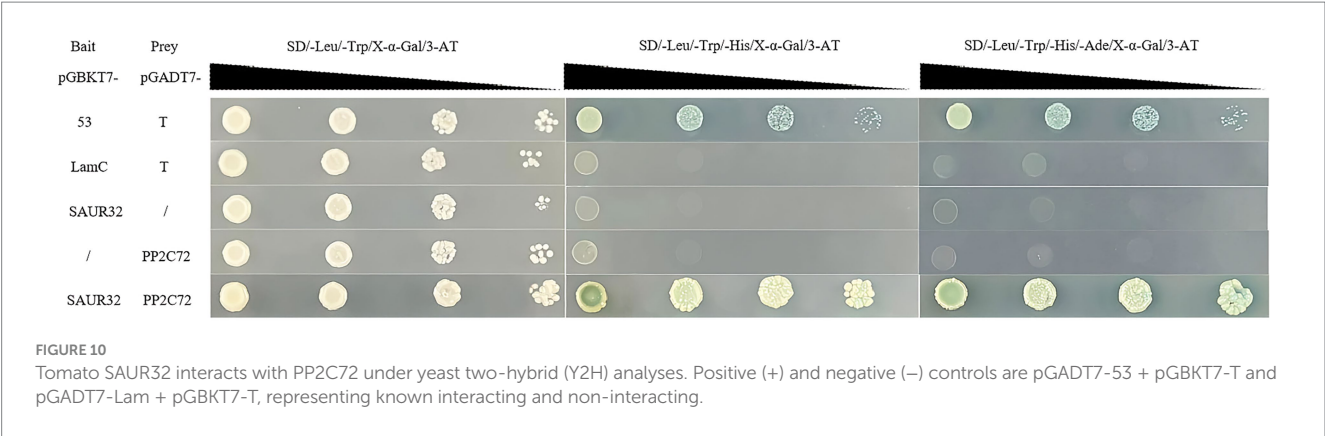 Bait Prey SD/-Leu/-Trp/X-α-Gal/3-AT SD/-Leu/-Trp/-His/X-α-Gal/3-AT SD/-Leu/-Trp/-His/-Ade/X-α-Gal/3-AT
pGBKT7- pGADT7-
53 T
LamC T
SAUR32 /
/ PP2C72
SAUR32 PP2C72
FIGURE 10
Tomato SAUR32 interacts with PP2C72 under yeast two-hybrid (Y2H) analyses. Positive (+) and negative (−) controls are pGADT7-53 + pGBKT7-T and
pGADT7-Lam + pGBKT7-T, representing known interacting and non-interacting.